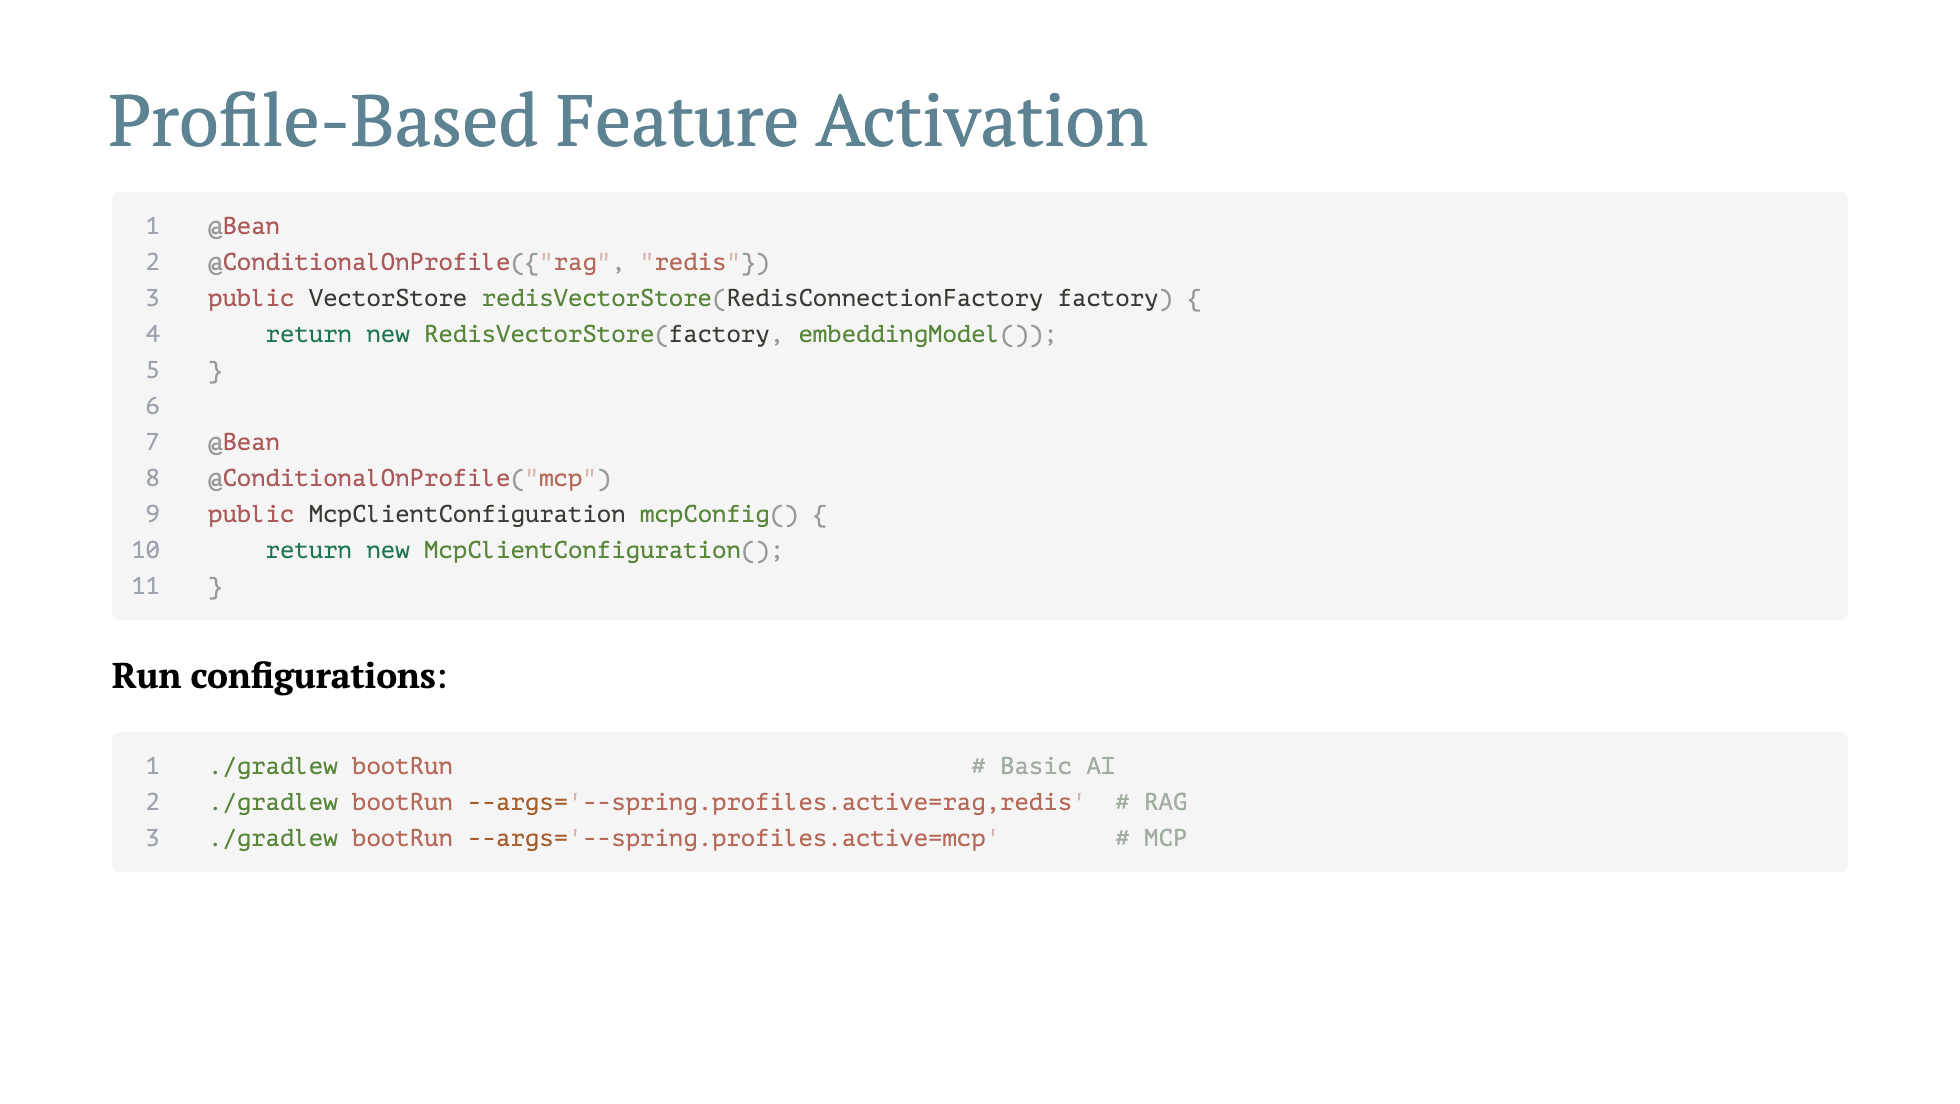 Profile-Based Feature Activation
1 @Bean
2 @ConditionalOnProfile({"rag", "redis"})
3 public VectorStore redisVectorStore(RedisConnectionFactory factory) {
4     return new RedisVectorStore(factory, embeddingModel());
5 }
6
7 @Bean
8 @ConditionalOnProfile("mcp")
9 public McpClientConfiguration mcpConfig() {
10     return new McpClientConfiguration();
11 }
Run configurations:
1 ./gradlew bootRun                                    # Basic AI
2 ./gradlew bootRun --args='--spring.profiles.active=rag,redis'  # RAG
3 ./gradlew bootRun --args='--spring.profiles.active=mcp'        # MCP